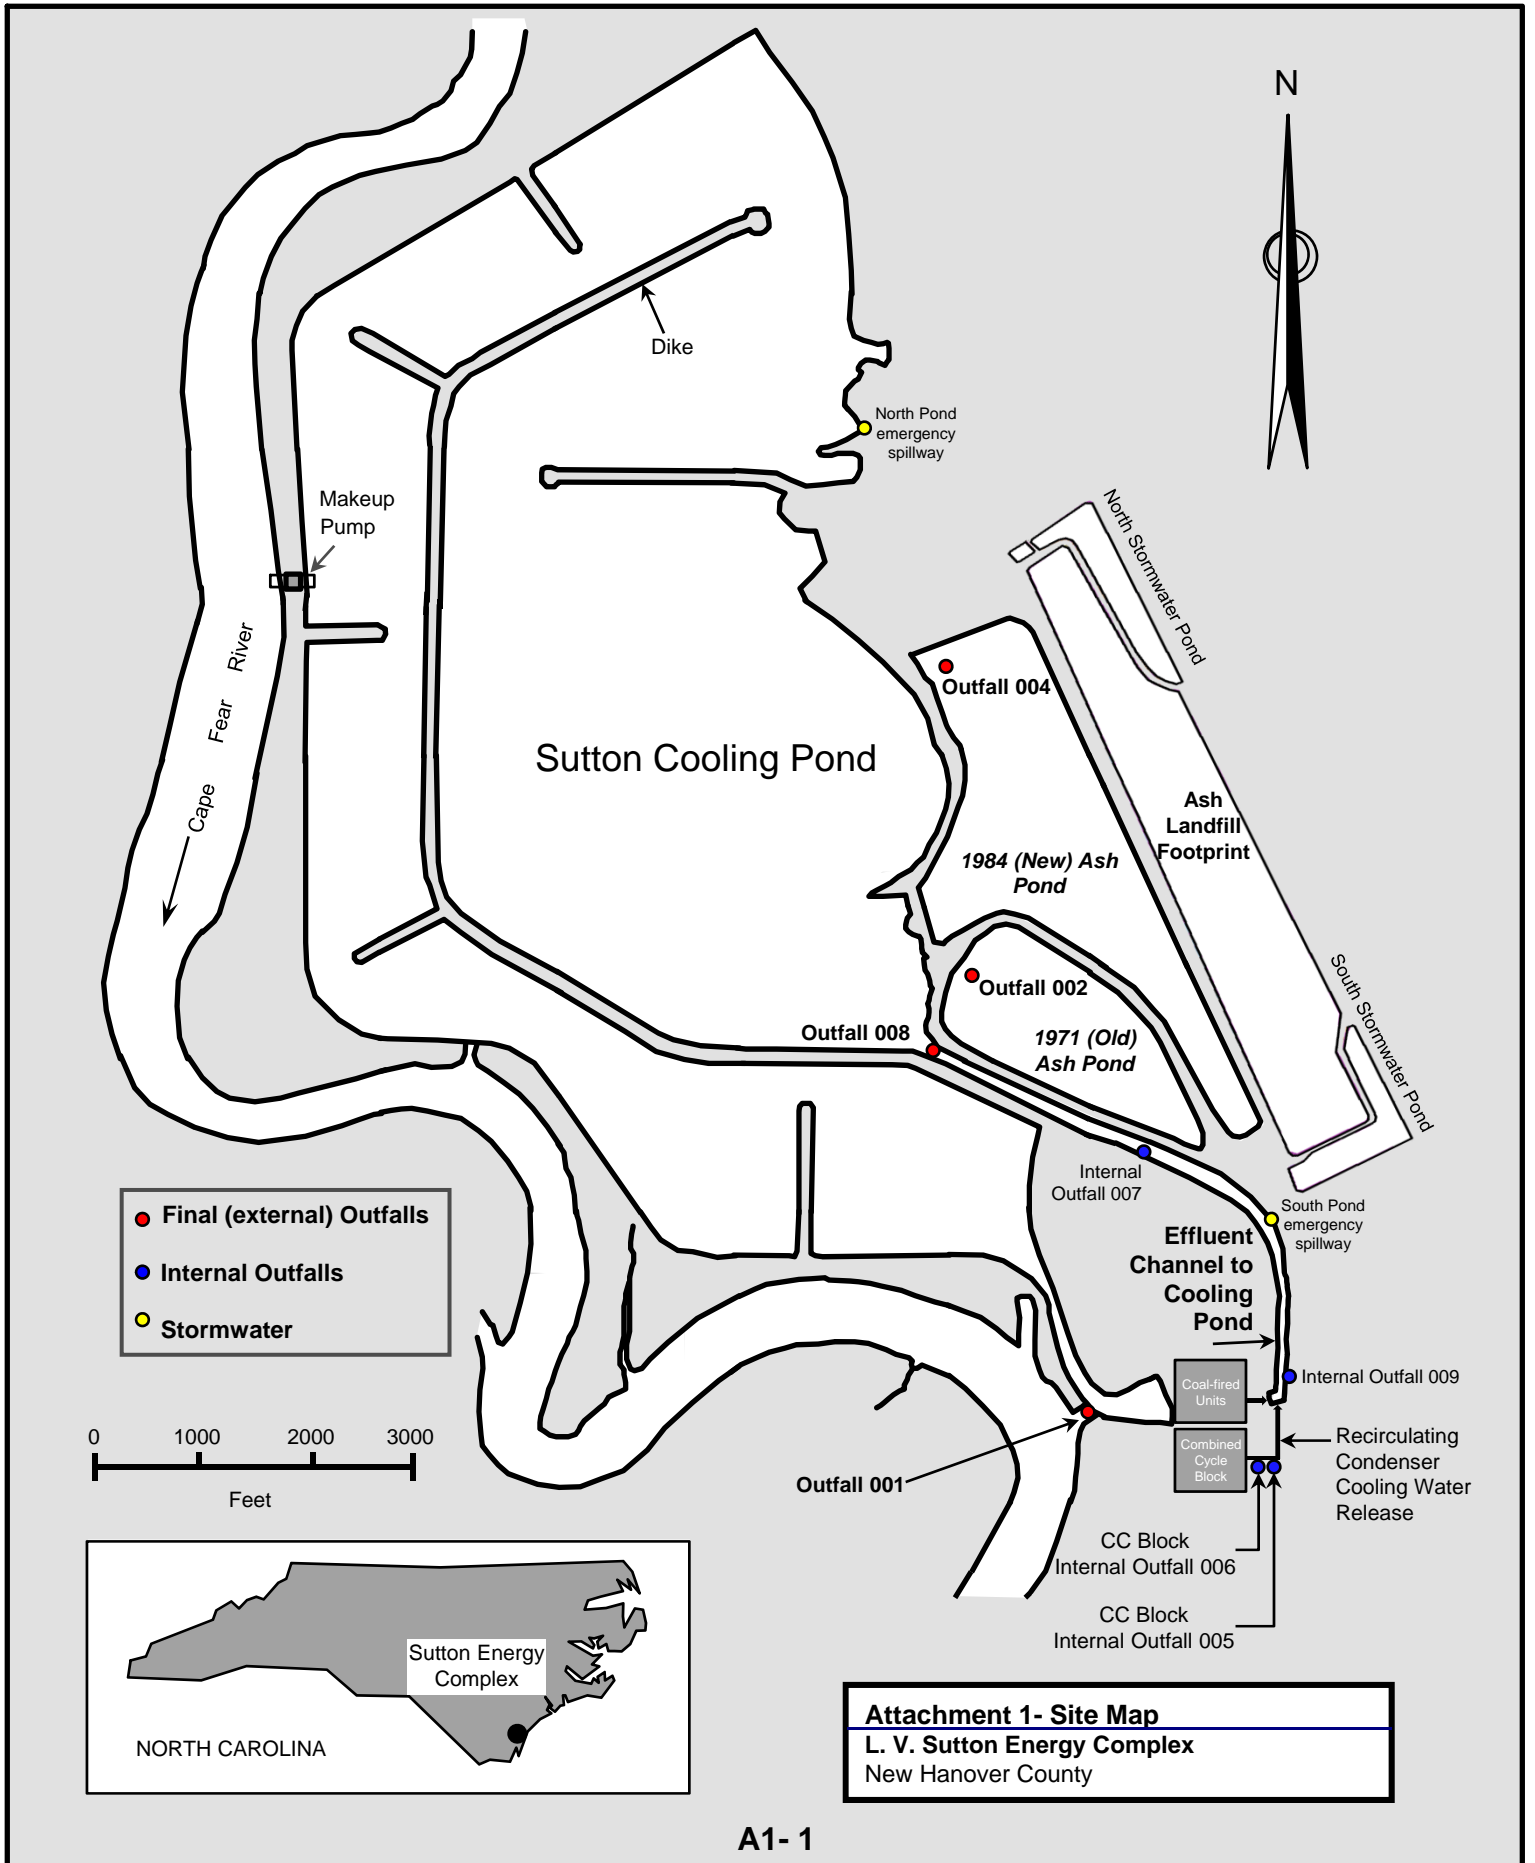 N
Dike
North Pond
emergency
spillway
Makeup
Pump
North Stormwater Pond
Cape Fear River
Outfall 004
Sutton Cooling Pond
Ash
Landfill
Footprint
1984 (New) Ash
Pond
Outfall 002
South Stormwater Pond
Outfall 008
1971 (Old)
Ash Pond
Internal
Outfall 007
South Pond
emergency
spillway
Final (external) Outfalls
Internal Outfalls
Stormwater
Effluent
Channel to
Cooling
Pond
Coal-fired
Units
Internal Outfall 009
0 1000 2000 3000
Feet
Combined
Cycle
Block
Recirculating
Condenser
Cooling Water
Release
Outfall 001
CC Block
Internal Outfall 006
CC Block
Internal Outfall 005
Sutton Energy
Complex
NORTH CAROLINA
Attachment 1- Site Map
L. V. Sutton Energy Complex
New Hanover County
A1- 1